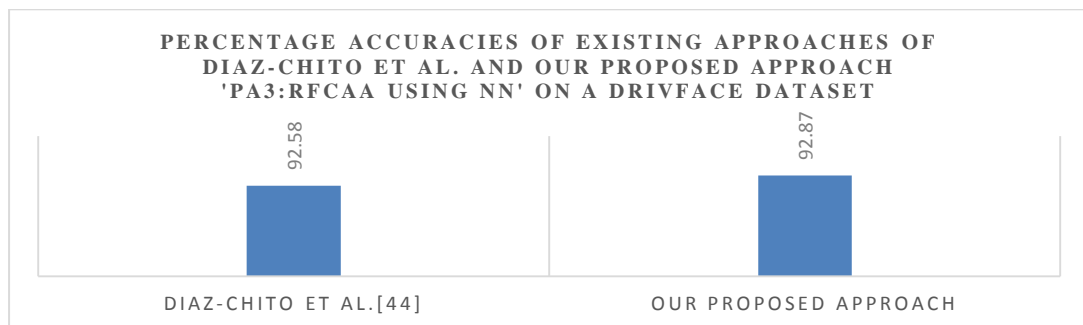 PERCENTAGE ACCURACIES OF EXISTING APPROACHES OF
DIAZ-CHITO ET AL. AND OUR PROPOSED APPROACH
'PA3:RFCAA USING NN' ON A DRIVFACE DATASET
92.58
92.87
DIAZ-CHITO ET AL.[44]
OUR PROPOSED APPROACH